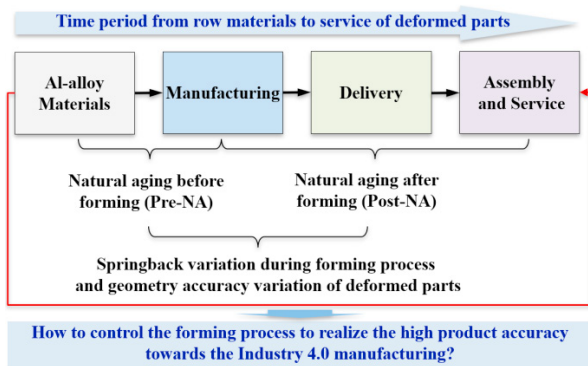 Time period from row materials to service of deformed parts
Al-alloy
Materials
Manufacturing
Delivery
Assembly
and Service
Natural aging before
forming (Pre-NA)
Natural aging after
forming (Post-NA)
Springback variation during forming process
and geometry accuracy variation of deformed parts
How to control the forming process to realize the high product accuracy
towards the Industry 4.0 manufacturing?